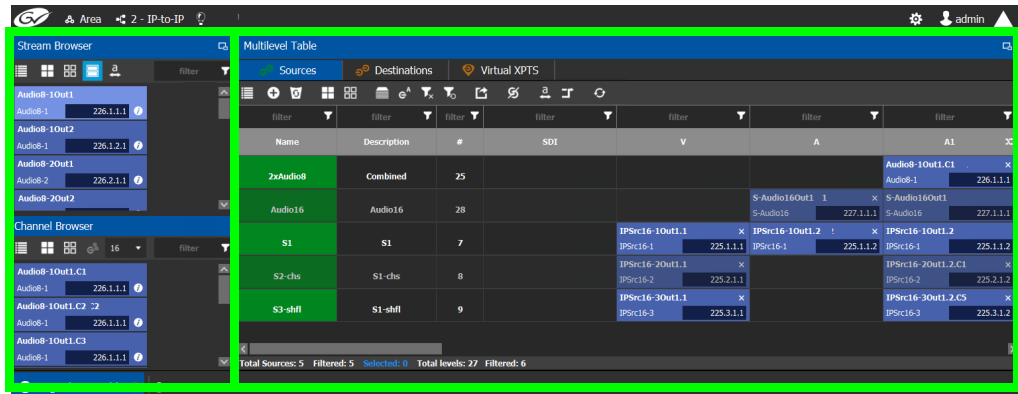 GV Area 2 - IP-to-IP admin
Stream Browser
filter
Audio8-1Out1
Audio8-1 226.1.1.1
Audio8-1Out2
Audio8-1 226.1.2.1
Audio8-2Out1
Audio8-2 226.2.1.1
Audio8-2Out2
Channel Browser
16 filter
Audio8-1Out1.C1
Audio8-1 226.1.1.1
Audio8-1Out1.C2
Audio8-1 226.1.1.1
Audio8-1Out1.C3
Audio8-1 226.1.1.1
Multilevel Table
Sources Destinations Virtual XPTS
filter filter filter filter filter filter filter
Name Description # SDI V A A1
Audio8-1Out1.C1
2xAudio8 Combined 25 Audio8-1 226.1.1.1
S-Audio16Out1 1 S-Audio16Out1
Audio16 Audio16 28 S-Audio16 227.1.1.1 S-Audio16 227.1.1.1
IPSrc16-1Out1.1 IPSrc16-1Out1.2 IPSrc16-1Out1.2
S1 S1 7 IPSrc16-1 225.1.1.1 IPSrc16-1 225.1.1.2 IPSrc16-1 225.1.1.2
IPSrc16-2Out1.1 IPSrc16-2Out1.2.C1
S2-chs S1-chs 8 IPSrc16-2 225.2.1.1 IPSrc16-2 225.2.1.2
IPSrc16-3Out1.1 IPSrc16-3Out1.2.C5
S3-shfl S1-shfl 9 IPSrc16-3 225.3.1.1 IPSrc16-3 225.3.1.2
Total Sources: 5 Filtered: 5 Selected: 0 Total levels: 27 Filtered: 6